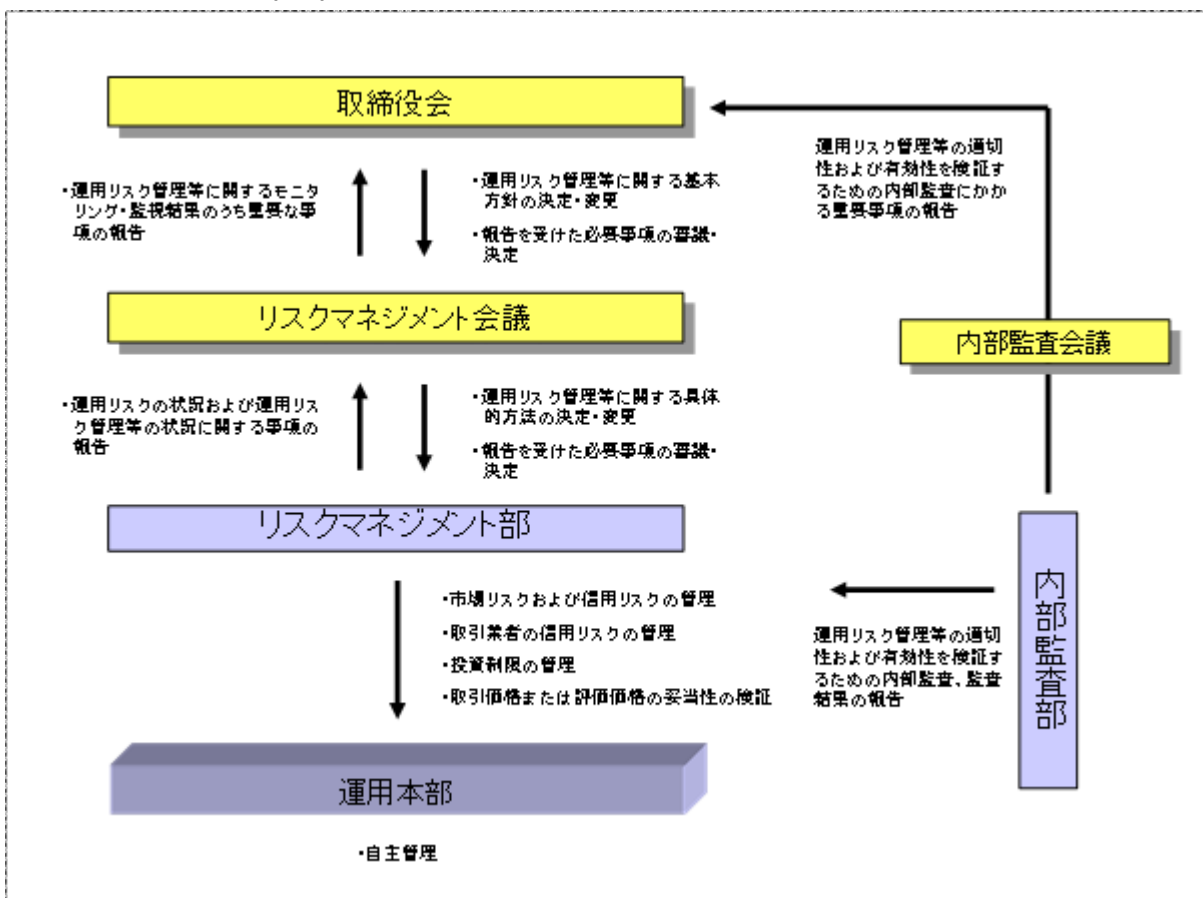 取締役会
・運用リスク管理等に関するモニ
タリング・監視結果のうち重要な事
項の報告
・運用リスク管理等に関する基本
方針の決定・変更
・報告を受けた必要事項の審議・
決定
運用リスク管理等の適切
性および有効性を検証す
るための内部監査にかか
る重要事項の報告
リスクマネジメント会議
内部監査会議
・運用リスクの状況および運用リス
ク管理等の状況に関する事項の
報告
・運用リスク管理等に関する具体
的方法の決定・変更
・報告を受けた必要事項の審議・
決定
リスクマネジメント部
内部監査部
・市場リスクおよび信用リスクの管理
・取引業者の信用リスクの管理
・投資制限の管理
・取引価格または評価価格の妥当性の検証
運用リスク管理等の適切
性および有効性を検証す
るための内部監査、監査
結果の報告
運用本部
・自主管理